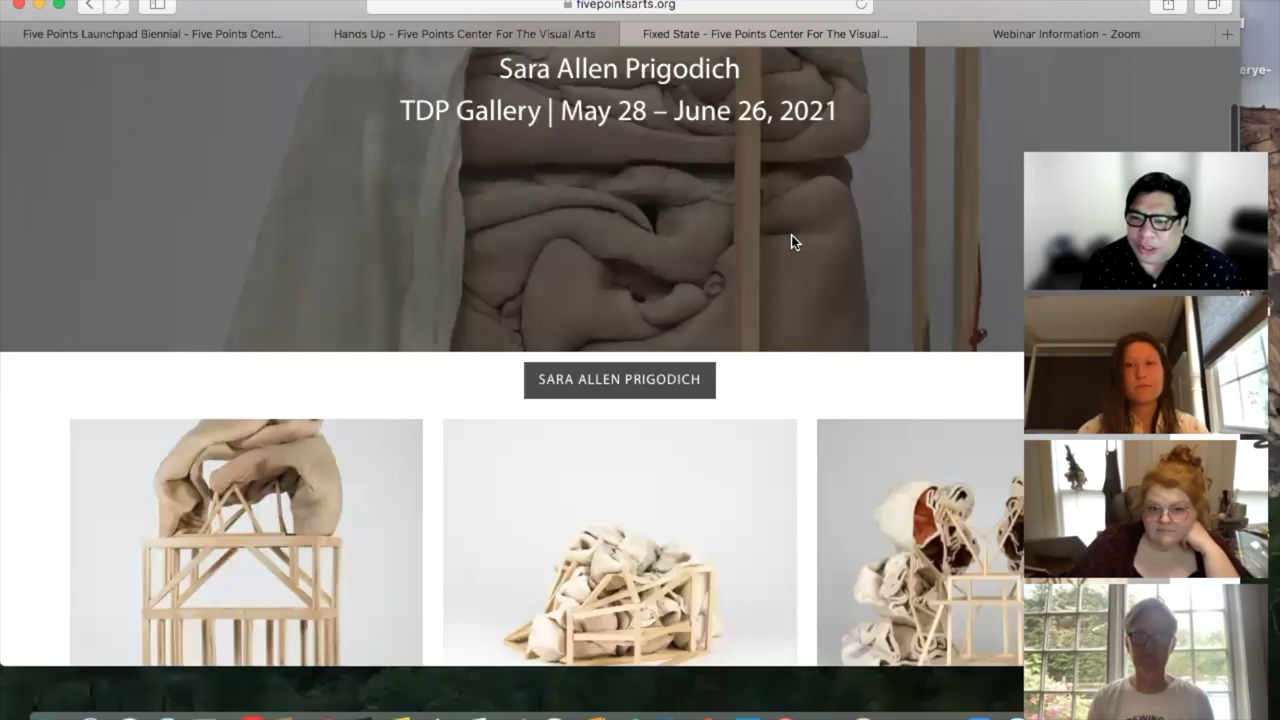 fivepointsarts.org
Five Points Launchpad Biennial - Five Points Cent...
Hands Up - Five Points Center For The Visual Arts
Fixed State - Five Points Center For The Visual...
Webinar Information - Zoom
erye-
Sara Allen Prigodich
TDP Gallery | May 28 – June 26, 2021
SARA ALLEN PRIGODICH